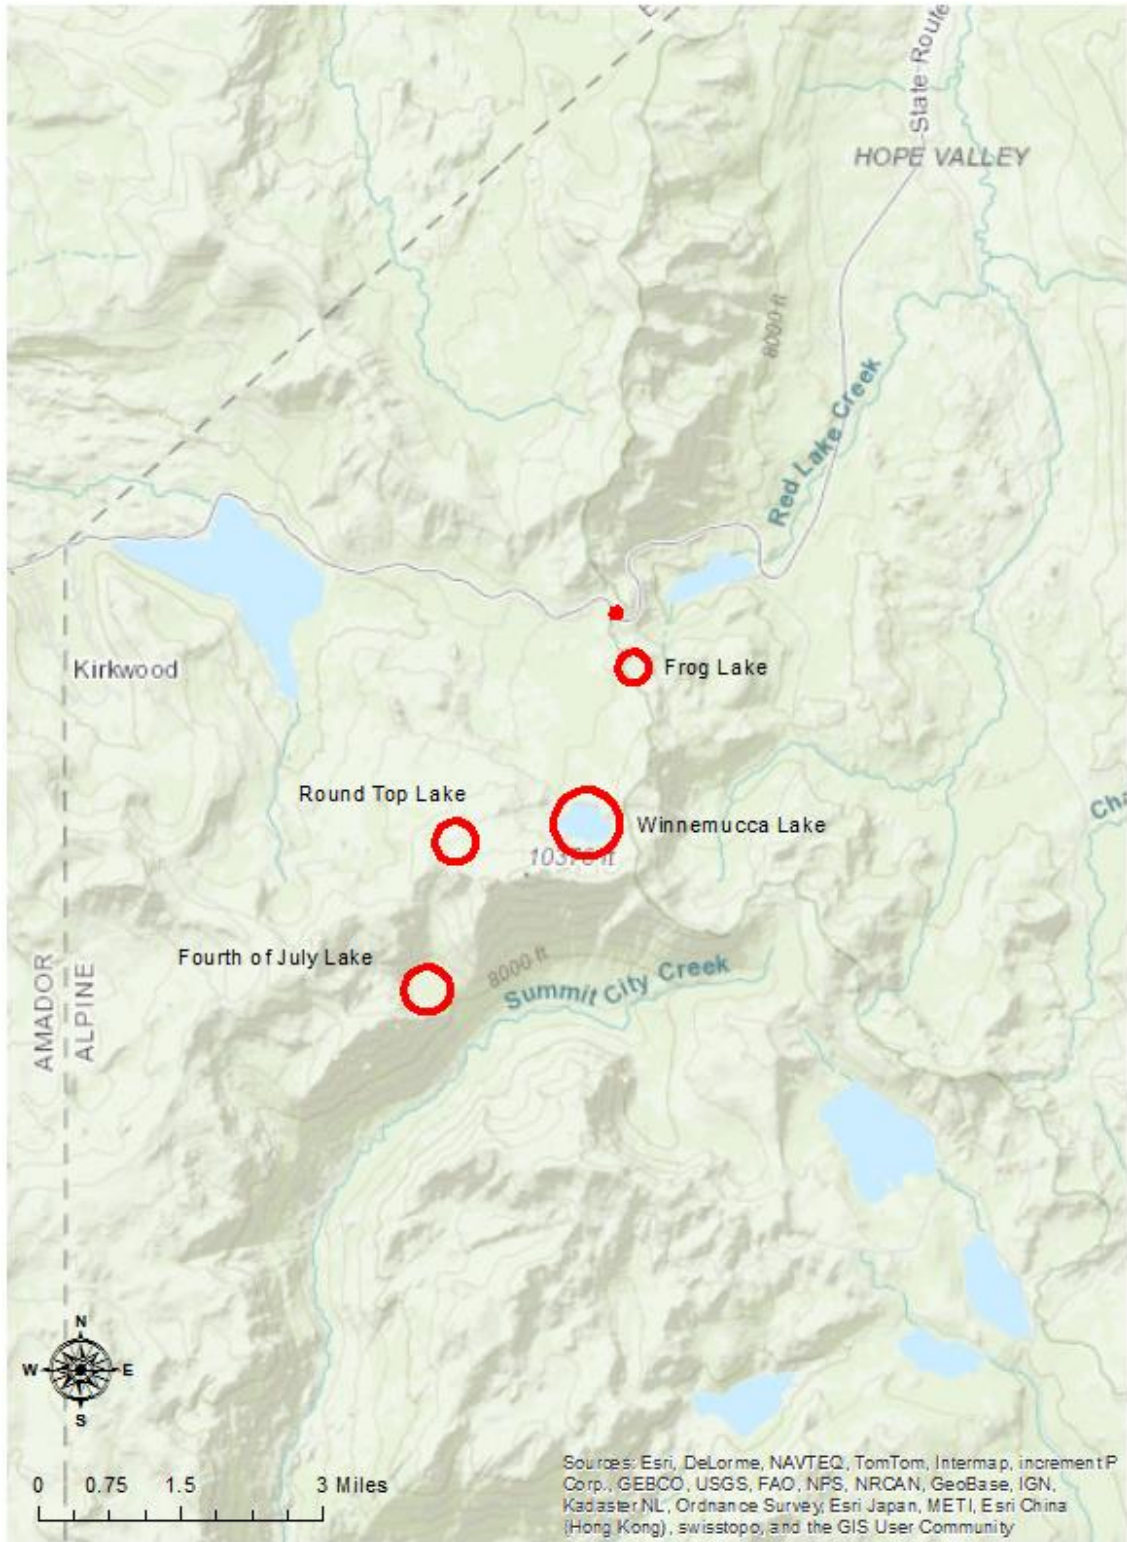 State Route
HOPE VALLEY
8000 ft
Red Lake Creek
Kirkwood
Frog Lake
Round Top Lake
Winnemucca Lake
10376 ft
Fourth of July Lake
8000 ft
Summit City Creek
AMADOR
ALPINE
N
W E
S
0 0.75 1.5 3 Miles
Sources: Esri, DeLorme, NAVTEQ, TomTom, Intermap, increment P
Corp., GEBCO, USGS, FAO, NPS, NRCAN, GeoBase, IGN,
Kadaster NL, Ordnance Survey, Esri Japan, METI, Esri China
(Hong Kong), swisstopo, and the GIS User Community